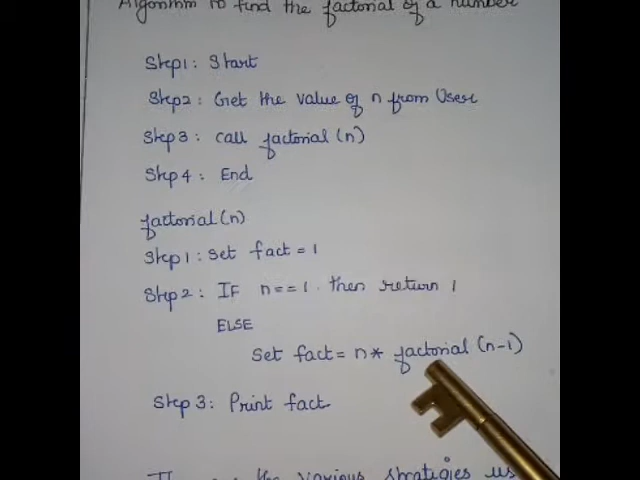 Algorithm to find the factorial of a number
Step1: Start
Step2: Get the value of n from User
Step3: call factorial (n)
Step4: End
factorial (n)
Step1: Set fact = 1
Step2: IF n == 1 . then return 1
ELSE
Set fact = n * factorial (n-1)
Step 3: Print fact
the various strategies